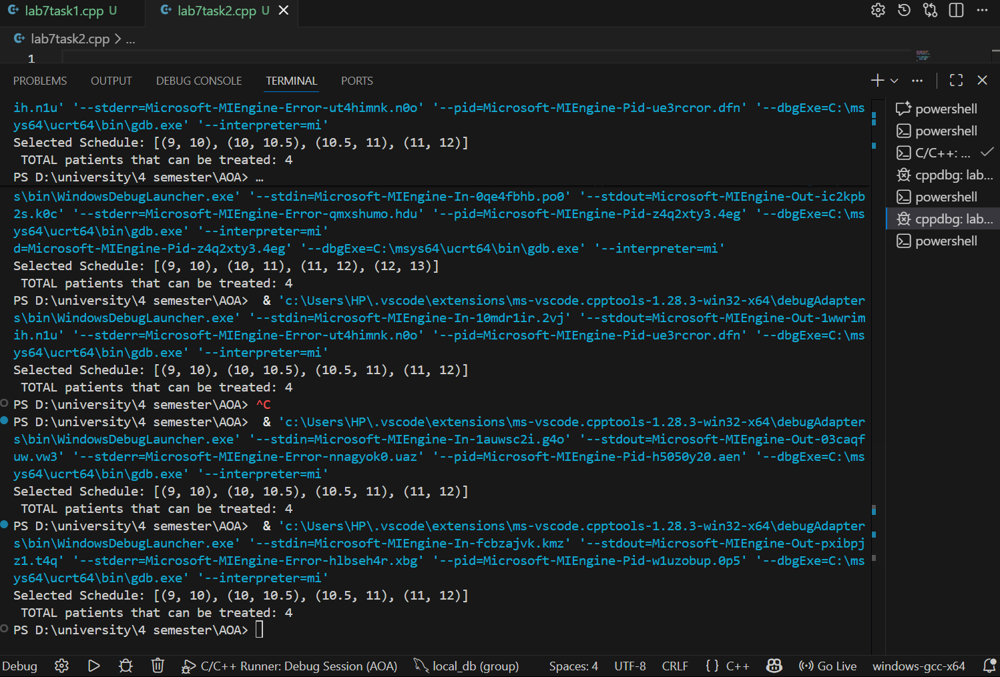 lab7task1.cpp U
lab7task2.cpp U
lab7task2.cpp > ...
1
PROBLEMS OUTPUT DEBUG CONSOLE TERMINAL PORTS
ih.n1u' '--stderr=Microsoft-MIEngine-Error-ut4himnk.n0o' '--pid=Microsoft-MIEngine-Pid-ue3rcror.dfn' '--dbgExe=C:\ms
ys64\ucrt64\bin\gdb.exe' '--interpreter=mi'
Selected Schedule: [(9, 10), (10, 10.5), (10.5, 11), (11, 12)]
 TOTAL patients that can be treated: 4
PS D:\university\4 semester\AOA> …
s\bin\WindowsDebugLauncher.exe' '--stdin=Microsoft-MIEngine-In-0qe4fbhb.po0' '--stdout=Microsoft-MIEngine-Out-ic2kpb
2s.k0c' '--stderr=Microsoft-MIEngine-Error-qmxshumo.hdu' '--pid=Microsoft-MIEngine-Pid-z4q2xty3.4eg' '--dbgExe=C:\ms
ys64\ucrt64\bin\gdb.exe' '--interpreter=mi'
d=Microsoft-MIEngine-Pid-z4q2xty3.4eg' '--dbgExe=C:\msys64\ucrt64\bin\gdb.exe' '--interpreter=mi'
Selected Schedule: [(9, 10), (10, 11), (11, 12), (12, 13)]
 TOTAL patients that can be treated: 4
PS D:\university\4 semester\AOA>  & 'c:\Users\HP\.vscode\extensions\ms-vscode.cpptools-1.28.3-win32-x64\debugAdapter
s\bin\WindowsDebugLauncher.exe' '--stdin=Microsoft-MIEngine-In-10mdr1ir.2vj' '--stdout=Microsoft-MIEngine-Out-1wwrim
ih.n1u' '--stderr=Microsoft-MIEngine-Error-ut4himnk.n0o' '--pid=Microsoft-MIEngine-Pid-ue3rcror.dfn' '--dbgExe=C:\ms
ys64\ucrt64\bin\gdb.exe' '--interpreter=mi'
Selected Schedule: [(9, 10), (10, 10.5), (10.5, 11), (11, 12)]
 TOTAL patients that can be treated: 4
PS D:\university\4 semester\AOA> ^C
PS D:\university\4 semester\AOA>  & 'c:\Users\HP\.vscode\extensions\ms-vscode.cpptools-1.28.3-win32-x64\debugAdapter
s\bin\WindowsDebugLauncher.exe' '--stdin=Microsoft-MIEngine-In-1auwsc2i.g4o' '--stdout=Microsoft-MIEngine-Out-03caqf
uw.vw3' '--stderr=Microsoft-MIEngine-Error-nnagyok0.uaz' '--pid=Microsoft-MIEngine-Pid-h5050y20.aen' '--dbgExe=C:\ms
ys64\ucrt64\bin\gdb.exe' '--interpreter=mi'
Selected Schedule: [(9, 10), (10, 10.5), (10.5, 11), (11, 12)]
 TOTAL patients that can be treated: 4
PS D:\university\4 semester\AOA>  & 'c:\Users\HP\.vscode\extensions\ms-vscode.cpptools-1.28.3-win32-x64\debugAdapter
s\bin\WindowsDebugLauncher.exe' '--stdin=Microsoft-MIEngine-In-fcbzajvk.kmz' '--stdout=Microsoft-MIEngine-Out-pxibpj
z1.t4q' '--stderr=Microsoft-MIEngine-Error-hlbseh4r.xbg' '--pid=Microsoft-MIEngine-Pid-w1uzobup.0p5' '--dbgExe=C:\ms
ys64\ucrt64\bin\gdb.exe' '--interpreter=mi'
Selected Schedule: [(9, 10), (10, 10.5), (10.5, 11), (11, 12)]
 TOTAL patients that can be treated: 4
PS D:\university\4 semester\AOA>
powershell
powershell
C/C++: ...
cppdbg: lab...
powershell
cppdbg: lab...
powershell
Debug C/C++ Runner: Debug Session (AOA) local_db (group) Spaces: 4 UTF-8 CRLF { } C++ Go Live windows-gcc-x64